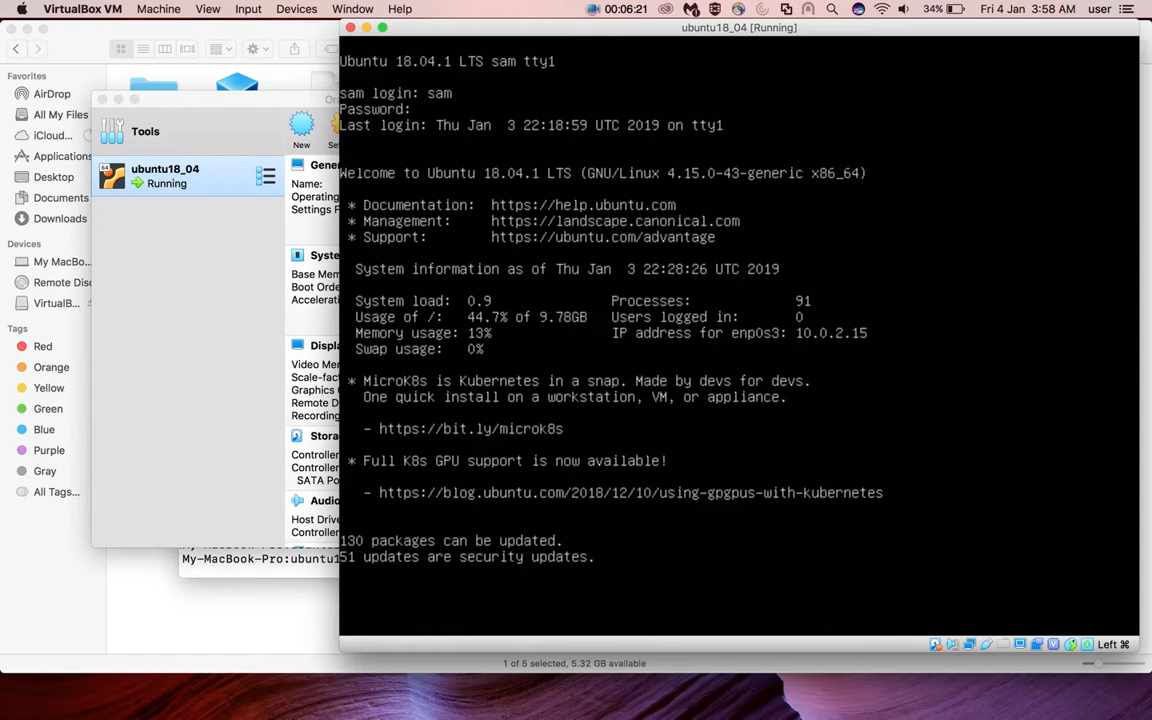 VirtualBox VM Machine View Input Devices Window Help 00:06:21 34% Fri 4 Jan 3:58 AM user
ubuntu18_04 [Running]
Favorites
AirDrop
All My Files
iCloud...
Applications
Desktop
Documents
Downloads
Devices
My MacBo...
Remote Disc
VirtualB...
Tags
Red
Orange
Yellow
Green
Blue
Purple
Gray
All Tags...
Tools
New
ubuntu18_04
Running
64
Name:
Base Mem
Boot Orde
Video Mem
Recording
Controller
SATA Po
Host Drive
Controller
My-MacBook-Pro:ubuntu1
Ubuntu 18.04.1 LTS sam tty1
sam login: sam
Password:
Last login: Thu Jan  3 22:18:59 UTC 2019 on tty1
Welcome to Ubuntu 18.04.1 LTS (GNU/Linux 4.15.0-43-generic x86_64)
* Documentation:  https://help.ubuntu.com
* Management:     https://landscape.canonical.com
* Support:        https://ubuntu.com/advantage
System information as of Thu Jan  3 22:28:26 UTC 2019
System load:  0.9               Processes:             91
Usage of /:   44.7% of 9.78GB   Users logged in:       0
Memory usage: 13%               IP address for enp0s3: 10.0.2.15
Swap usage:   0%
* MicroK8s is Kubernetes in a snap. Made by devs for devs.
One quick install on a workstation, VM, or appliance.
- https://bit.ly/microk8s
* Full K8s GPU support is now available!
- https://blog.ubuntu.com/2018/12/10/using-gpgpus-with-kubernetes
130 packages can be updated.
51 updates are security updates.
Left ⌘
1 of 5 selected, 5.32 GB available